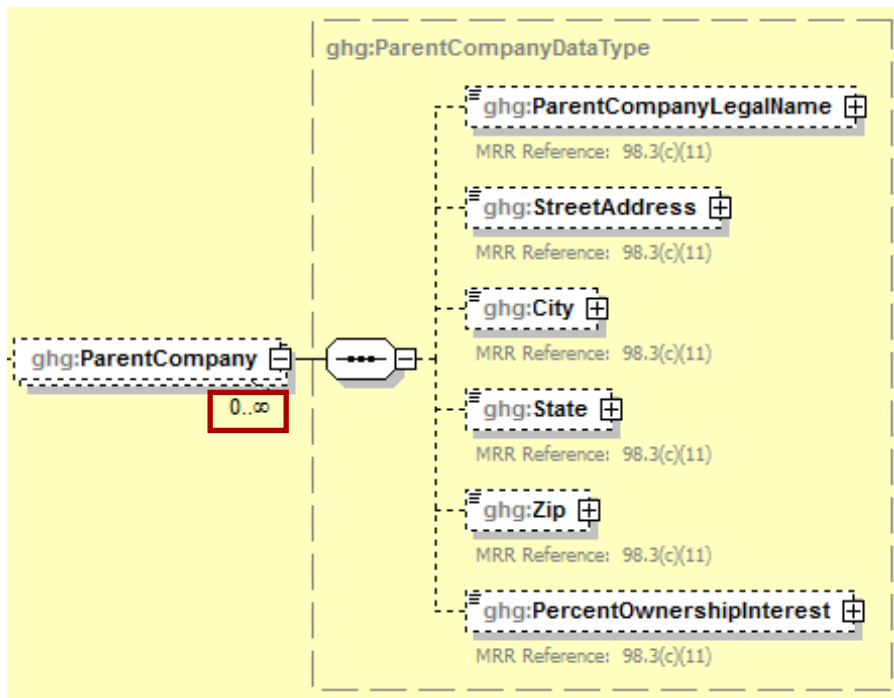 ghg:ParentCompanyDataType
ghg:ParentCompanyLegalName
MRR Reference: 98.3(c)(11)
ghg:StreetAddress
MRR Reference: 98.3(c)(11)
ghg:City
MRR Reference: 98.3(c)(11)
ghg:ParentCompany
0..∞
ghg:State
MRR Reference: 98.3(c)(11)
ghg:Zip
MRR Reference: 98.3(c)(11)
ghg:PercentOwnershipInterest
MRR Reference: 98.3(c)(11)